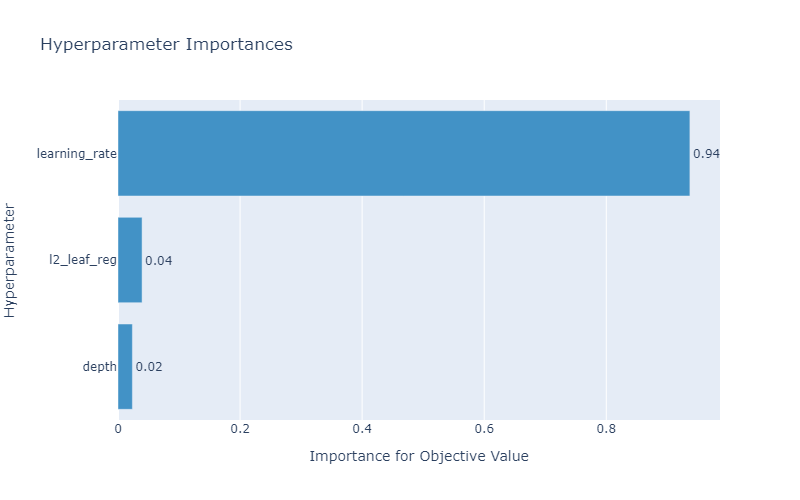 Hyperparameter Importances
Hyperparameter
learning_rate
0.94
l2_leaf_reg
0.04
depth
0.02
0 0.2 0.4 0.6 0.8
Importance for Objective Value